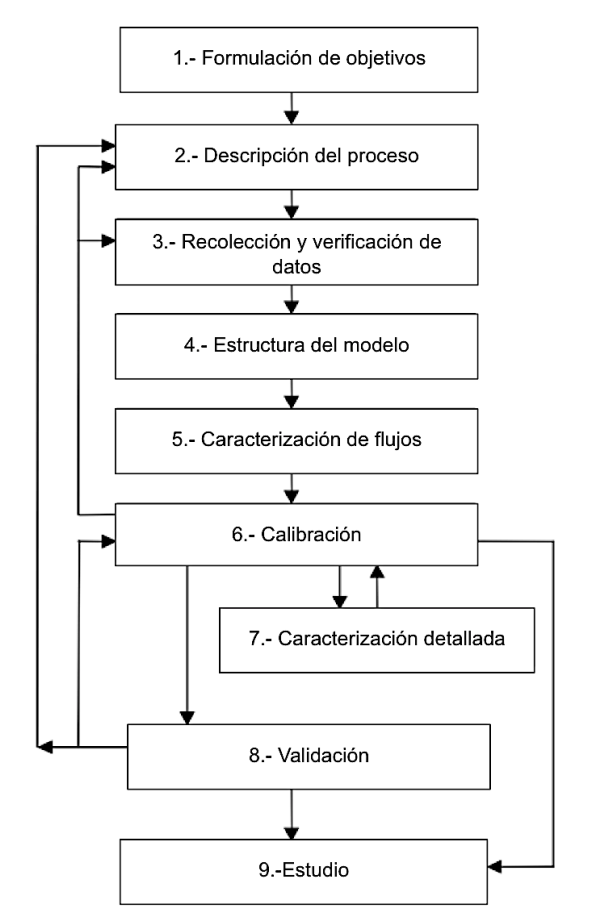 1.- Formulación de objetivos
2.- Descripción del proceso
3.- Recolección y verificación de
datos
4.- Estructura del modelo
5.- Caracterización de flujos
6.- Calibración
7.- Caracterización detallada
8.- Validación
9.-Estudio